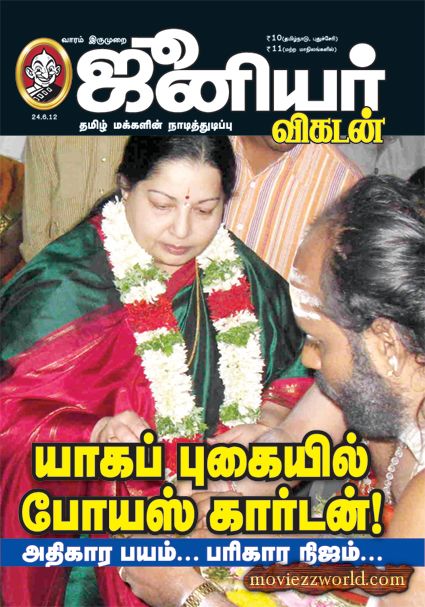 வாரம் இருமுறை
₹10(தமிழ்நாடு, புதுச்சேரி)
₹11(மற்ற மாநிலங்களில்)
ஜூனியர்
விகடன்
24.6.12
தமிழ் மக்களின் நாடித்துடிப்பு
யாகப் புகையில்
போயஸ் கார்டன்!
அதிகார பயம்... பரிகார நிஜம்...
moviezzworld.com